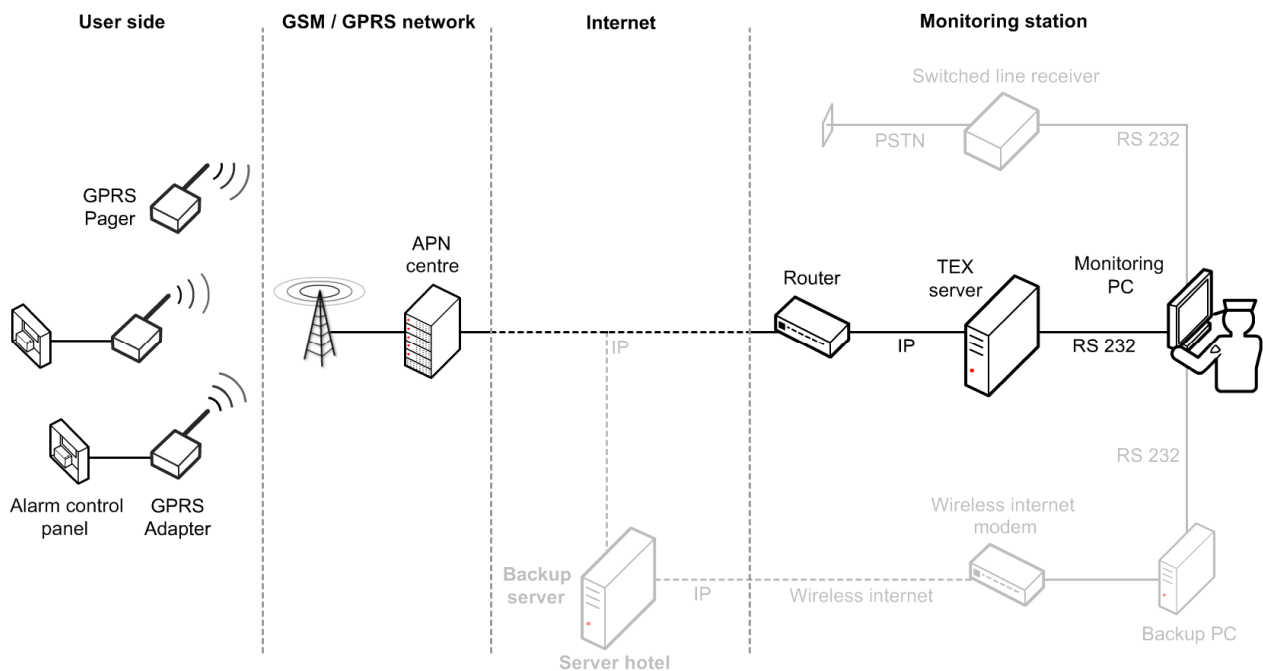 User side
GSM / GPRS network
Internet
Monitoring station
Switched line receiver
PSTN
RS 232
GPRS
Pager
APN
centre
Router
TEX
server
Monitoring
PC
IP
IP
RS 232
RS 232
Alarm control
panel
GPRS
Adapter
Wireless internet
modem
Backup
server
IP
Wireless internet
Backup PC
Server hotel